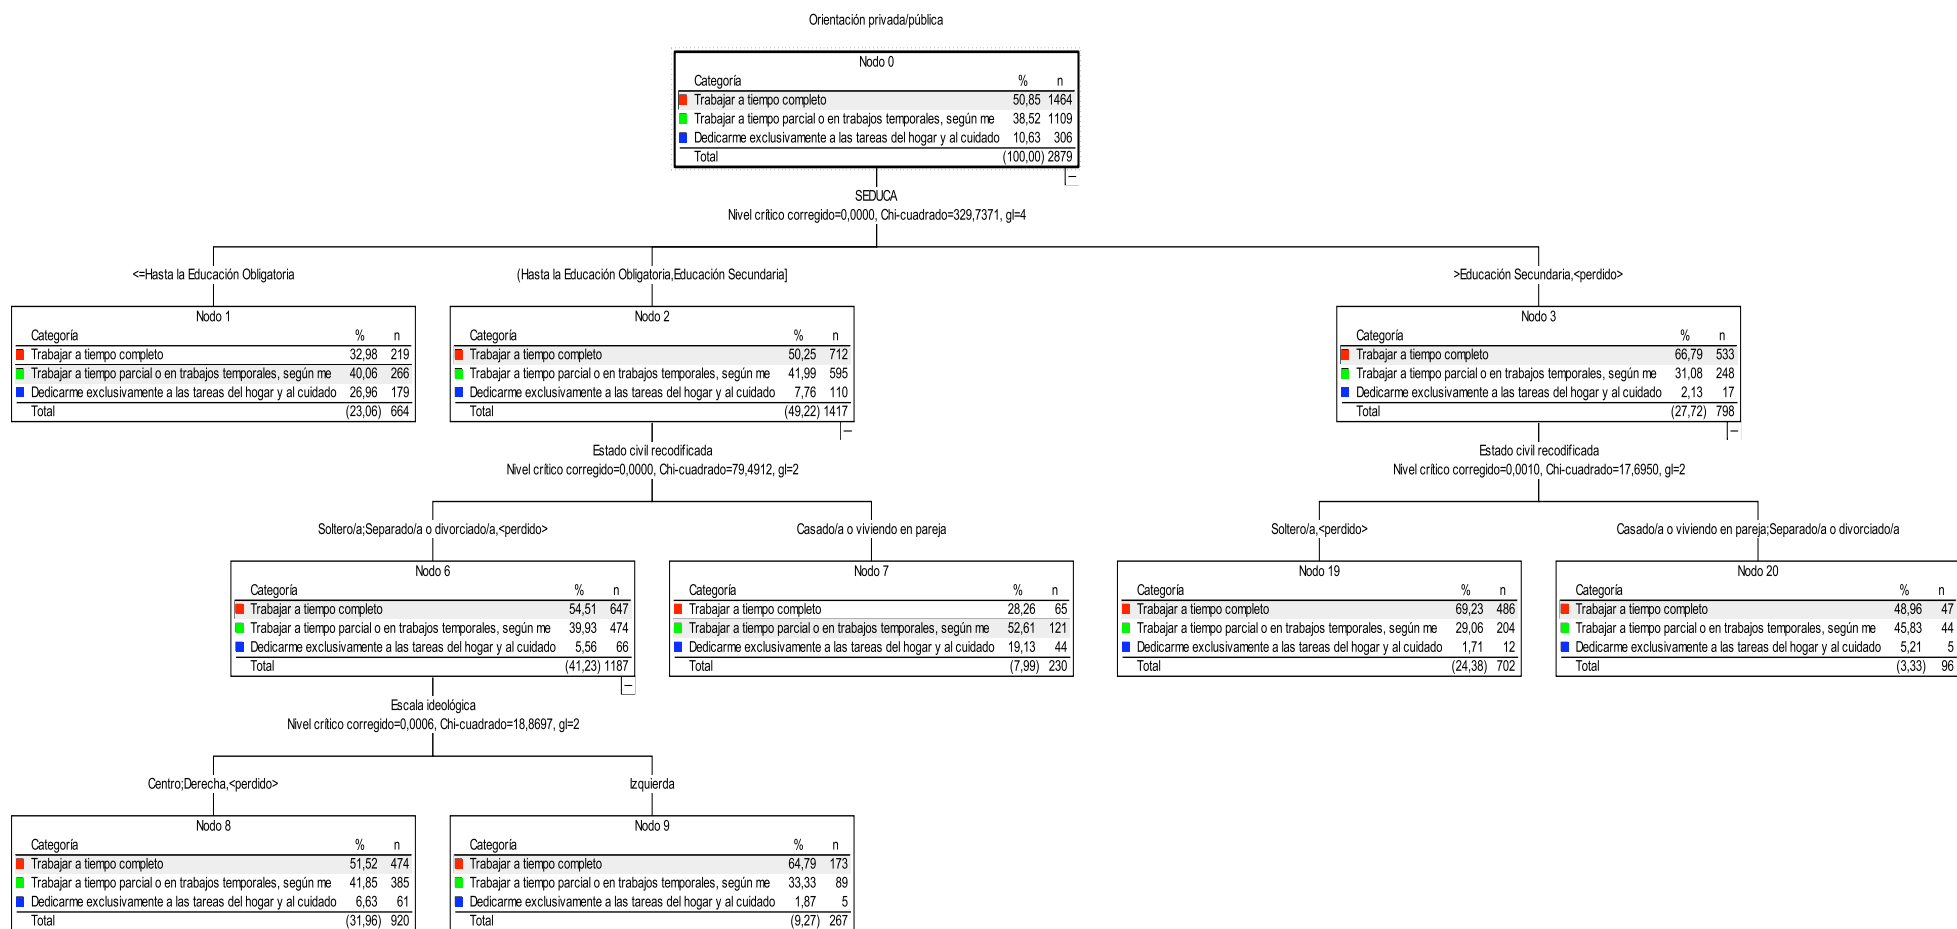 Orientación privada/pública
Nodo 0
Categoría % n
Trabajar a tiempo completo 50,85 1464
Trabajar a tiempo parcial o en trabajos temporales, según me 38,52 1109
Dedicarme exclusivamente a las tareas del hogar y al cuidado 10,63 306
Total (100,00) 2879
SEDUCA
Nivel crítico corregido=0,0000, Chi-cuadrado=329,7371, gl=4
<=Hasta la Educación Obligatoria
(Hasta la Educación Obligatoria,Educación Secundaria]
>Educación Secundaria,<perdido>
Nodo 1
Categoría % n
Trabajar a tiempo completo 32,98 219
Trabajar a tiempo parcial o en trabajos temporales, según me 40,06 266
Dedicarme exclusivamente a las tareas del hogar y al cuidado 26,96 179
Total (23,06) 664
Nodo 2
Categoría % n
Trabajar a tiempo completo 50,25 712
Trabajar a tiempo parcial o en trabajos temporales, según me 41,99 595
Dedicarme exclusivamente a las tareas del hogar y al cuidado 7,76 110
Total (49,22) 1417
Nodo 3
Categoría % n
Trabajar a tiempo completo 66,79 533
Trabajar a tiempo parcial o en trabajos temporales, según me 31,08 248
Dedicarme exclusivamente a las tareas del hogar y al cuidado 2,13 17
Total (27,72) 798
Estado civil recodificada
Nivel crítico corregido=0,0000, Chi-cuadrado=79,4912, gl=2
Estado civil recodificada
Nivel crítico corregido=0,0010, Chi-cuadrado=17,6950, gl=2
Soltero/a;Separado/a o divorciado/a,<perdido>
Casado/a o viviendo en pareja
Soltero/a,<perdido>
Casado/a o viviendo en pareja;Separado/a o divorciado/a
Nodo 6
Categoría % n
Trabajar a tiempo completo 54,51 647
Trabajar a tiempo parcial o en trabajos temporales, según me 39,93 474
Dedicarme exclusivamente a las tareas del hogar y al cuidado 5,56 66
Total (41,23) 1187
Nodo 7
Categoría % n
Trabajar a tiempo completo 28,26 65
Trabajar a tiempo parcial o en trabajos temporales, según me 52,61 121
Dedicarme exclusivamente a las tareas del hogar y al cuidado 19,13 44
Total (7,99) 230
Nodo 19
Categoría % n
Trabajar a tiempo completo 69,23 486
Trabajar a tiempo parcial o en trabajos temporales, según me 29,06 204
Dedicarme exclusivamente a las tareas del hogar y al cuidado 1,71 12
Total (24,38) 702
Nodo 20
Categoría % n
Trabajar a tiempo completo 48,96 47
Trabajar a tiempo parcial o en trabajos temporales, según me 45,83 44
Dedicarme exclusivamente a las tareas del hogar y al cuidado 5,21 5
Total (3,33) 96
Escala ideológica
Nivel crítico corregido=0,0006, Chi-cuadrado=18,8697, gl=2
Centro;Derecha,<perdido>
Izquierda
Nodo 8
Categoría % n
Trabajar a tiempo completo 51,52 474
Trabajar a tiempo parcial o en trabajos temporales, según me 41,85 385
Dedicarme exclusivamente a las tareas del hogar y al cuidado 6,63 61
Total (31,96) 920
Nodo 9
Categoría % n
Trabajar a tiempo completo 64,79 173
Trabajar a tiempo parcial o en trabajos temporales, según me 33,33 89
Dedicarme exclusivamente a las tareas del hogar y al cuidado 1,87 5
Total (9,27) 267